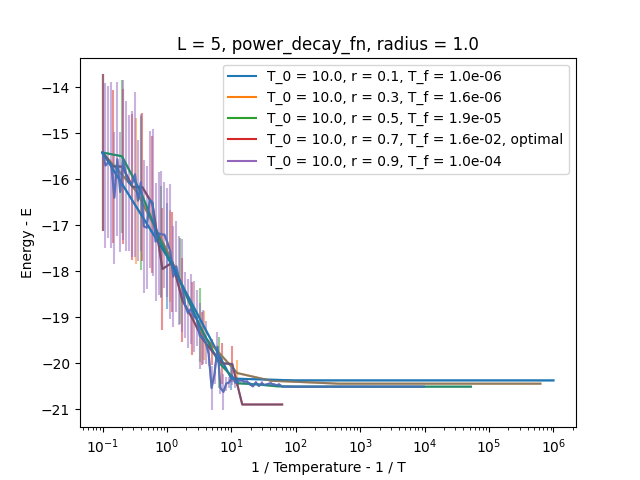 L = 5, power_decay_fn, radius = 1.0
T_0 = 10.0, r = 0.1, T_f = 1.0e-06
T_0 = 10.0, r = 0.3, T_f = 1.6e-06
T_0 = 10.0, r = 0.5, T_f = 1.9e-05
T_0 = 10.0, r = 0.7, T_f = 1.6e-02, optimal
T_0 = 10.0, r = 0.9, T_f = 1.0e-04
Energy - E
−14
−15
−16
−17
−18
−19
−20
−21
10⁻¹ 10⁰ 10¹ 10² 10³ 10⁴ 10⁵ 10⁶
1 / Temperature - 1 / T